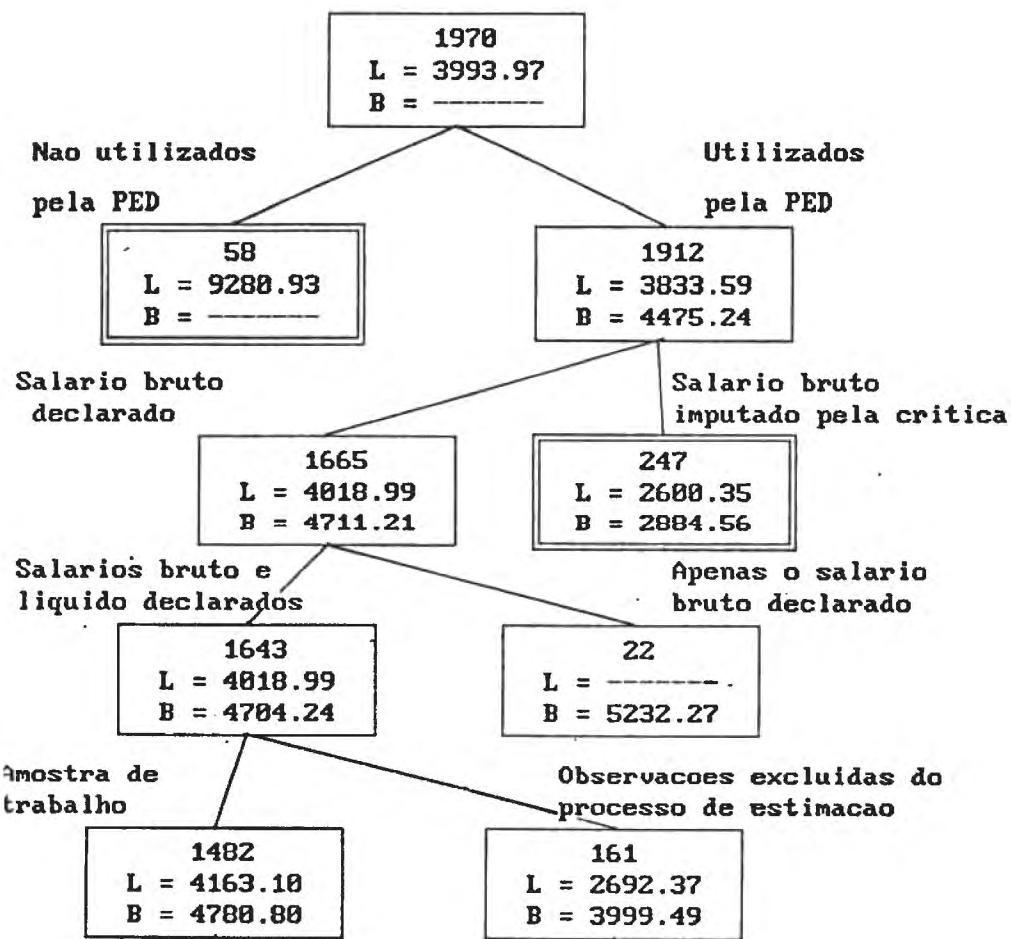 1970
L = 3993.97
B = -------
Nao utilizados
pela PED
Utilizados
pela PED
58
L = 9280.93
B = -------
1912
L = 3833.59
B = 4475.24
Salario bruto
declarado
Salario bruto
imputado pela critica
1665
L = 4018.99
B = 4711.21
247
L = 2600.35
B = 2884.56
Salarios bruto e
liquido declarados
Apenas o salario
bruto declarado
1643
L = 4018.99
B = 4704.24
22
L = -------
B = 5232.27
Amostra de
trabalho
Observacoes excluidas do
processo de estimacao
1482
L = 4163.10
B = 4780.80
161
L = 2692.37
B = 3999.49